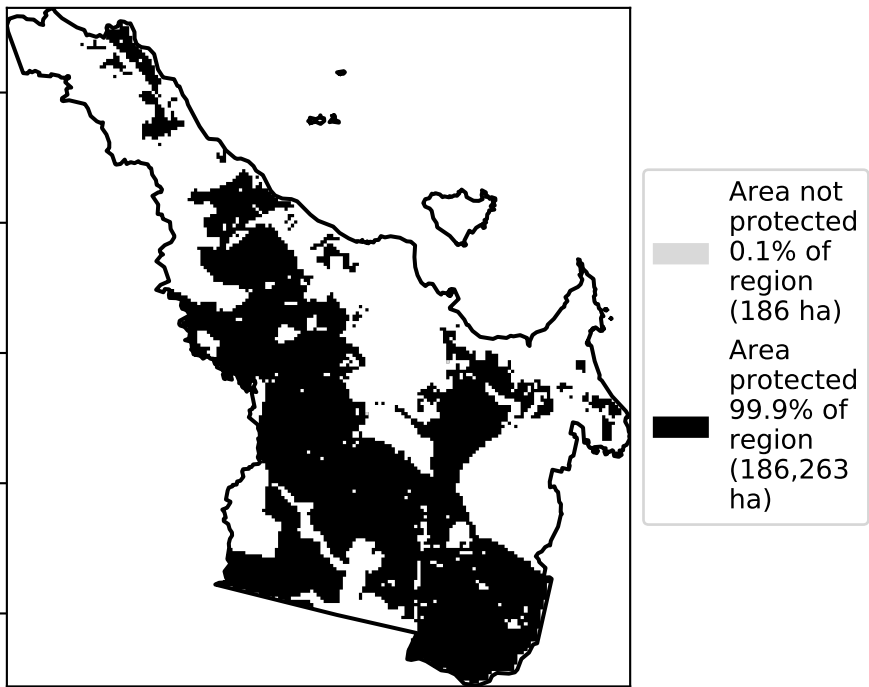 Area not
protected
0.1% of
region
(186 ha)
Area
protected
99.9% of
region
(186,263
ha)